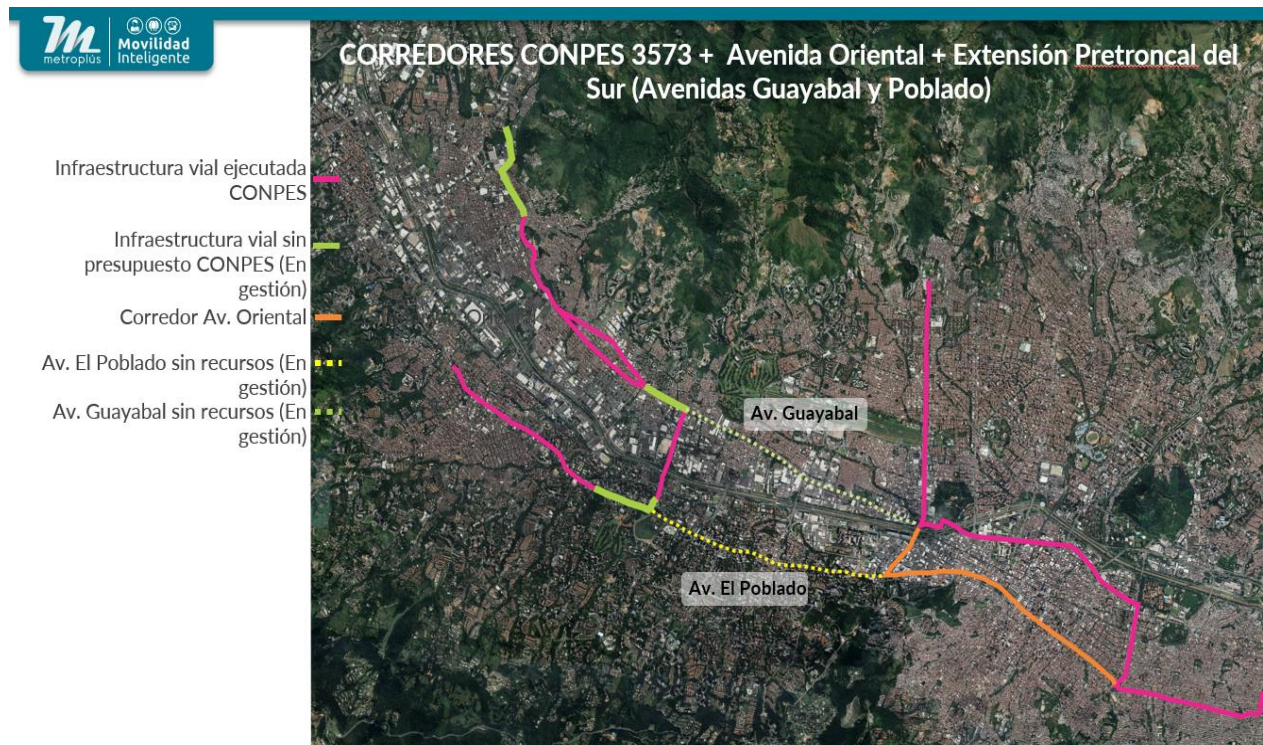 metroplús
Movilidad
Inteligente
CORREDORES CONPES 3573 + Avenida Oriental + Extensión Pretroncal del
Sur (Avenidas Guayabal y Poblado)
Infraestructura vial ejecutada
CONPES
Infraestructura vial sin
presupuesto CONPES (En
gestión)
Corredor Av. Oriental
Av. El Poblado sin recursos (En
gestión)
Av. Guayabal sin recursos (En
gestión)
Av. Guayabal
Av. El Poblado